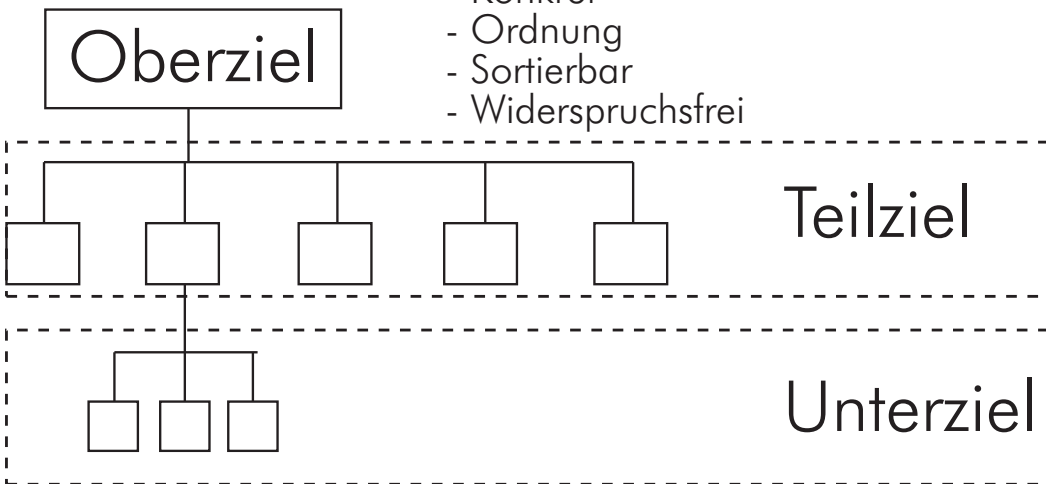 Oberziel
- Ordnung
- Sortierbar
- Widerspruchsfrei
Teilziel
Unterziel